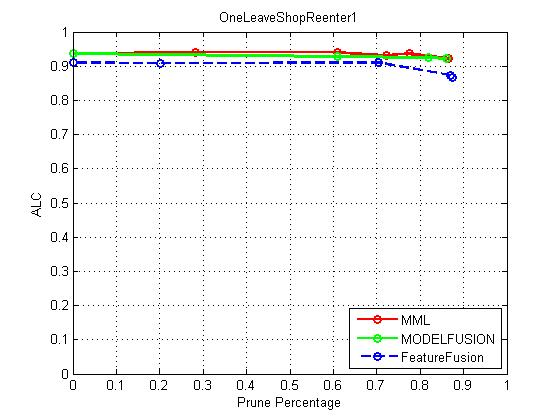 OneLeaveShopReenter1
1
0.9
0.8
0.7
0.6
0.5
0.4
0.3
0.2
0.1
0
ALC
0 0.1 0.2 0.3 0.4 0.5 0.6 0.7 0.8 0.9 1
Prune Percentage
MML
MODELFUSION
FeatureFusion